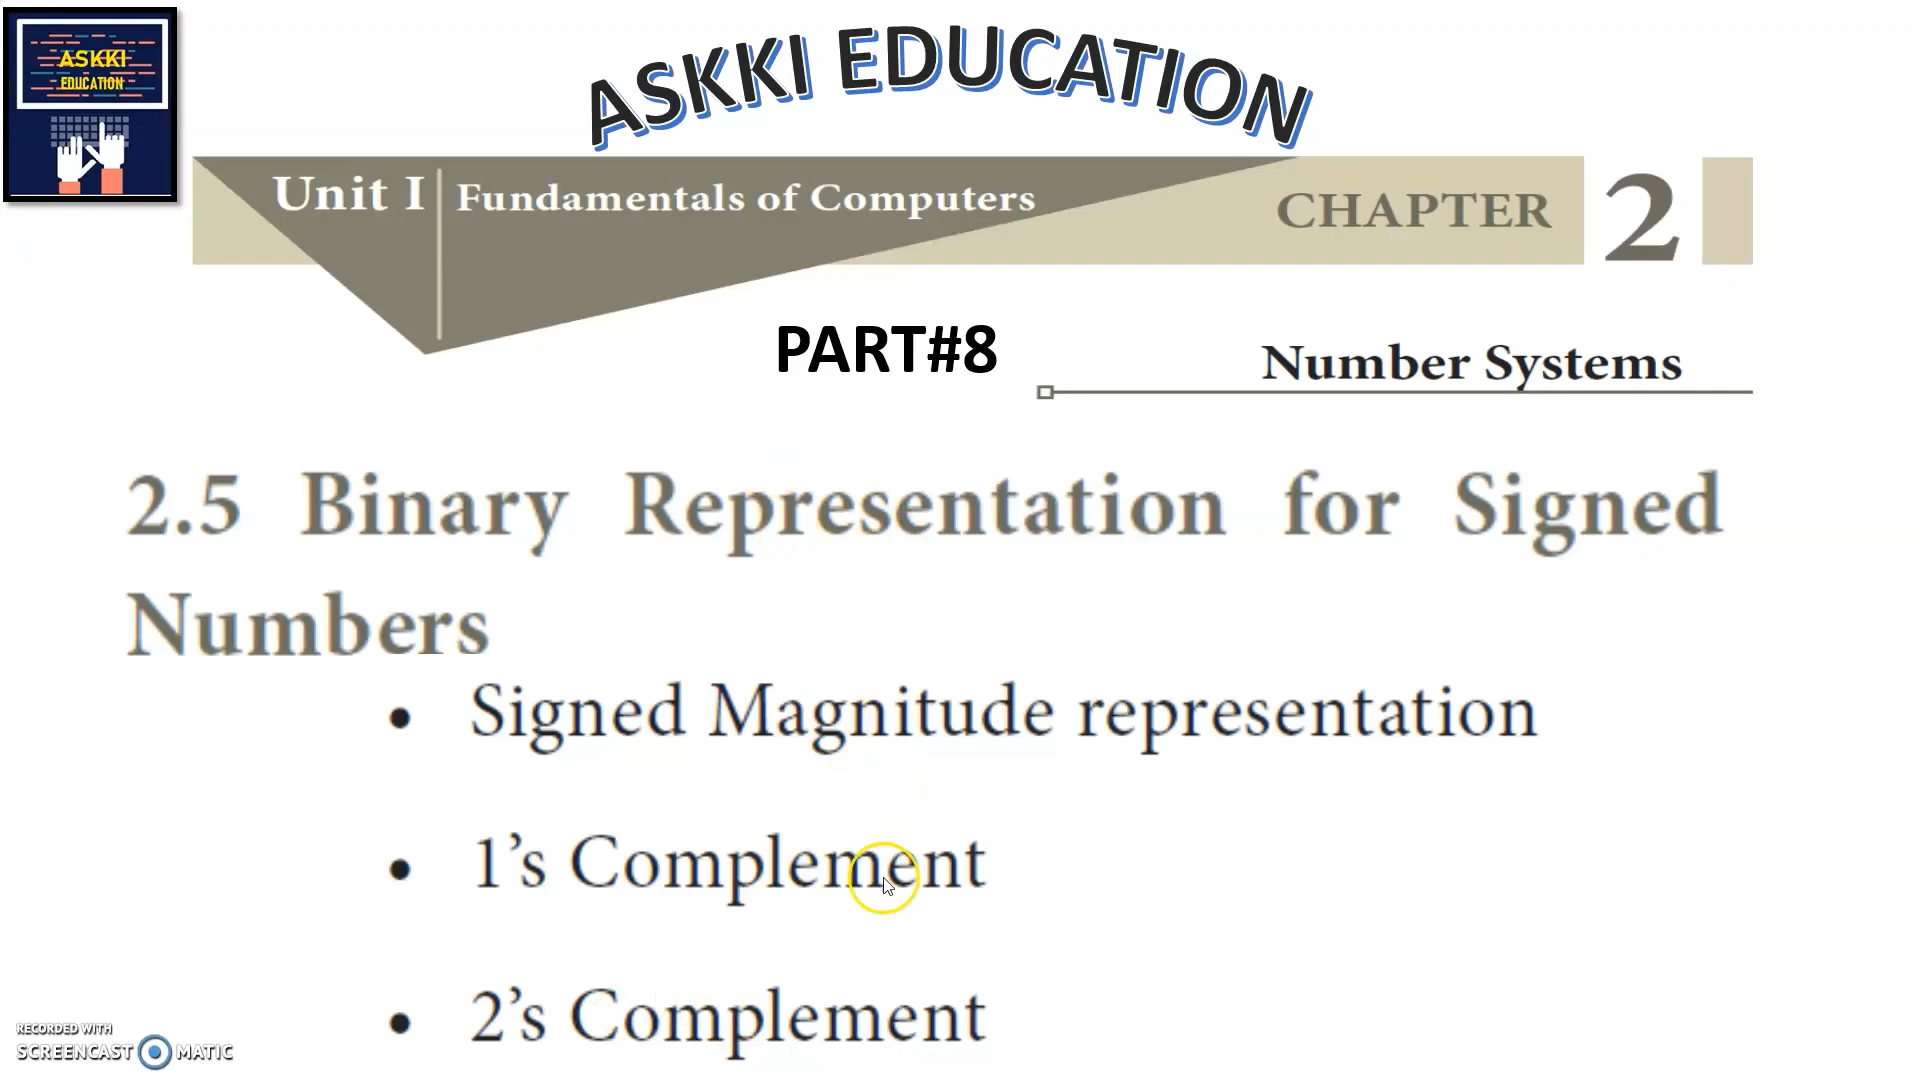 ASKKI
EDUCATION
ASKKI EDUCATION
Unit I Fundamentals of Computers
CHAPTER 2
PART#8
Number Systems
2.5 Binary Representation for Signed
Numbers
• Signed Magnitude representation
• 1’s Complement
• 2’s Complement
RECORDED WITH
SCREENCAST MATIC